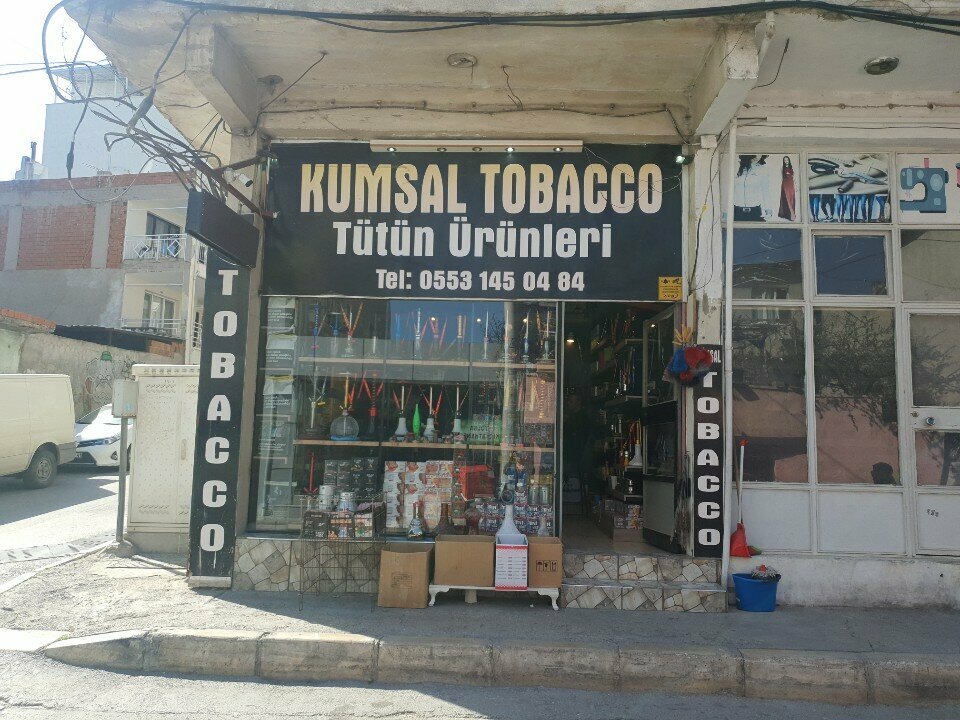 KUMSAL TOBACCO
Tütün Ürünleri
Tel: 0553 145 04 84
TOBACCO
TOBACCO